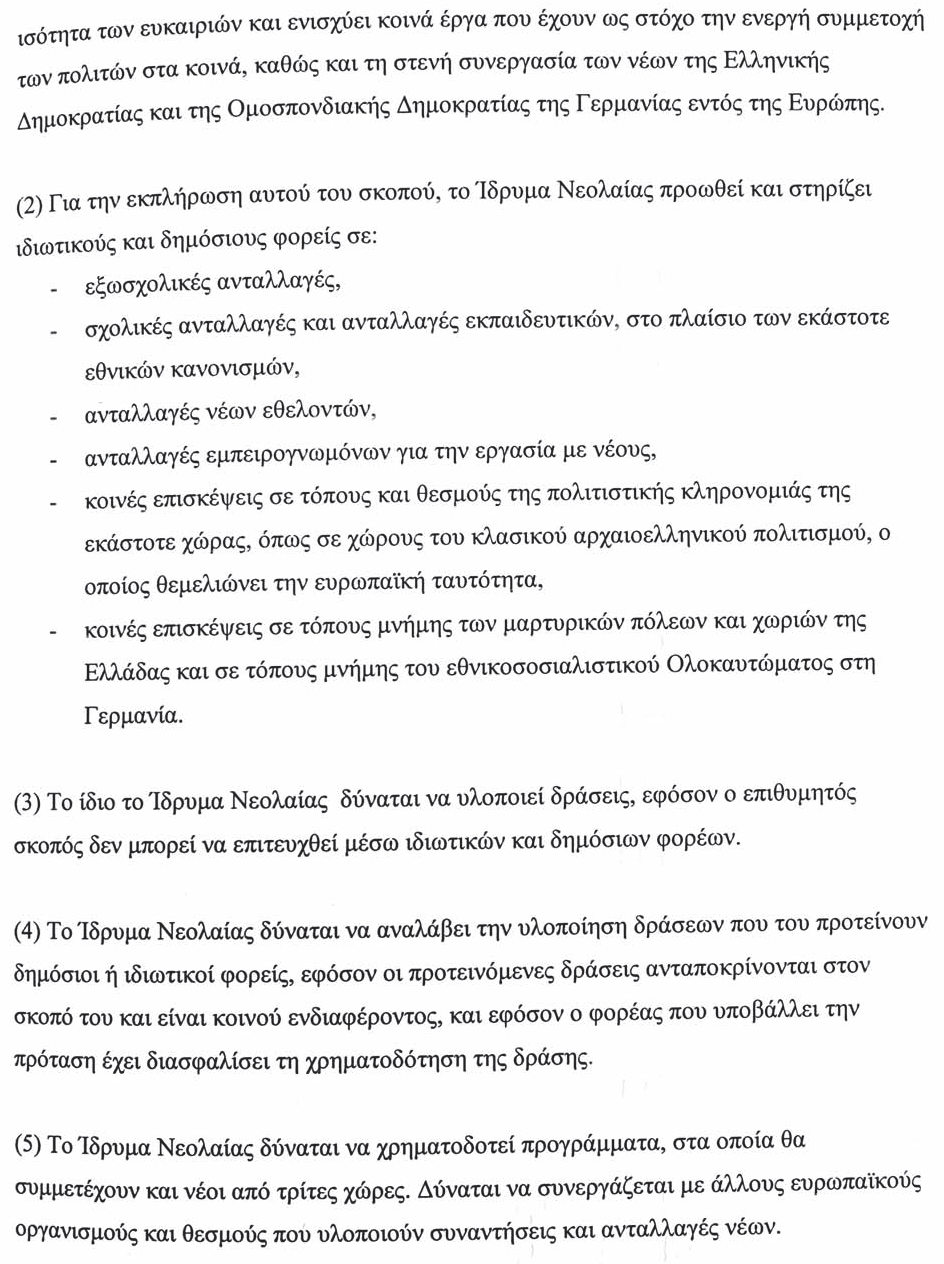 ισότητα των ευκαιριών και ενισχύει κοινά έργα που έχουν ως στόχο την ενεργή συμμετοχή
των πολιτών στα κοινά, καθώς και τη στενή συνεργασία των νέων της Ελληνικής
Δημοκρατίας και της Ομοσπονδιακής Δημοκρατίας της Γερμανίας εντός της Ευρώπης.
(2) Για την εκπλήρωση αυτού του σκοπού, το Ίδρυμα Νεολαίας προωθεί και στηρίζει
ιδιωτικούς και δημόσιους φορείς σε:
- εξωσχολικές ανταλλαγές,
- σχολικές ανταλλαγές και ανταλλαγές εκπαιδευτικών, στο πλαίσιο των εκάστοτε
εθνικών κανονισμών,
- ανταλλαγές νέων εθελοντών,
- ανταλλαγές εμπειρογνωμόνων για την εργασία με νέους,
- κοινές επισκέψεις σε τόπους και θεσμούς της πολιτιστικής κληρονομιάς της
εκάστοτε χώρας, όπως σε χώρους του κλασικού αρχαιοελληνικού πολιτισμού, ο
οποίος θεμελιώνει την ευρωπαϊκή ταυτότητα,
- κοινές επισκέψεις σε τόπους μνήμης των μαρτυρικών πόλεων και χωριών της
Ελλάδας και σε τόπους μνήμης του εθνικοσοσιαλιστικού Ολοκαυτώματος στη
Γερμανία.
(3) Το ίδιο το Ίδρυμα Νεολαίας δύναται να υλοποιεί δράσεις, εφόσον ο επιθυμητός
σκοπός δεν μπορεί να επιτευχθεί μέσω ιδιωτικών και δημόσιων φορέων.
(4) Το Ίδρυμα Νεολαίας δύναται να αναλάβει την υλοποίηση δράσεων που του προτείνουν
δημόσιοι ή ιδιωτικοί φορείς, εφόσον οι προτεινόμενες δράσεις ανταποκρίνονται στον
σκοπό του και είναι κοινού ενδιαφέροντος, και εφόσον ο φορέας που υποβάλλει την
πρόταση έχει διασφαλίσει τη χρηματοδότηση της δράσης.
(5) Το Ίδρυμα Νεολαίας δύναται να χρηματοδοτεί προγράμματα, στα οποία θα
συμμετέχουν και νέοι από τρίτες χώρες. Δύναται να συνεργάζεται με άλλους ευρωπαϊκούς
οργανισμούς και θεσμούς που υλοποιούν συναντήσεις και ανταλλαγές νέων.